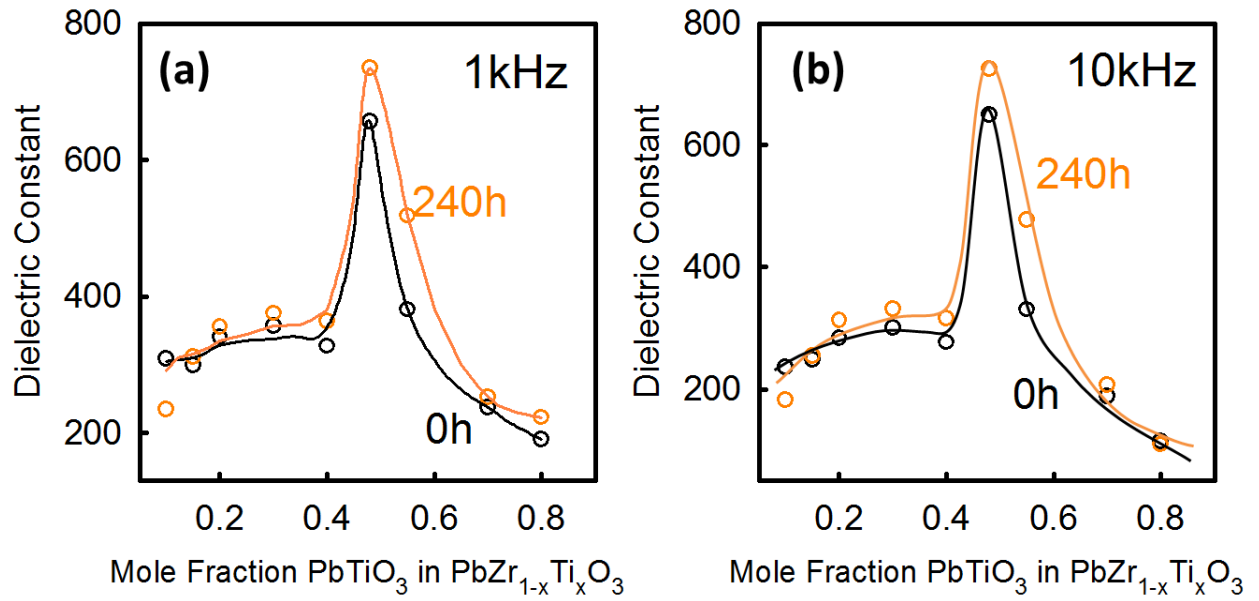 800
600
400
200
Dielectric Constant
(a)
1kHz
240h
0h
0.2 0.4 0.6 0.8
Mole Fraction PbTiO₃ in PbZr₁₋ₓTiₓO₃
800
600
400
200
Dielectric Constant
(b)
10kHz
240h
0h
0.2 0.4 0.6 0.8
Mole Fraction PbTiO₃ in PbZr₁₋ₓTiₓO₃